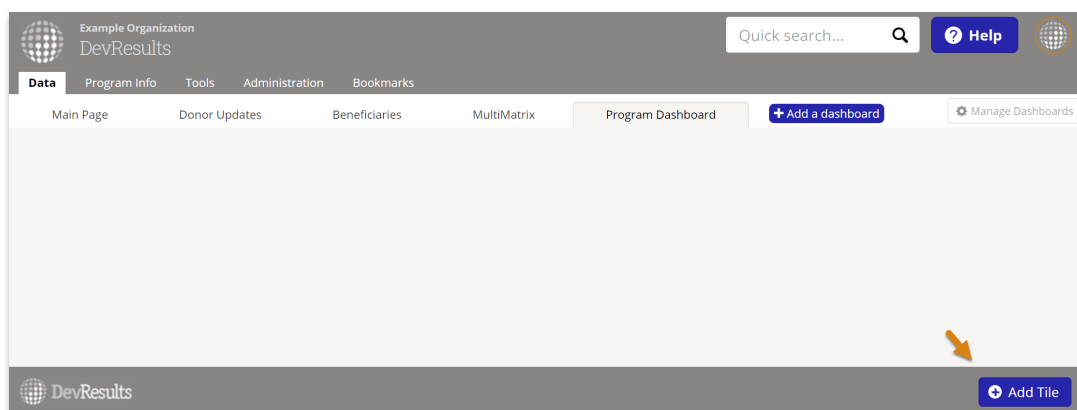 Example Organization
DevResults
Quick search...
Help
Data Program Info Tools Administration Bookmarks
Main Page Donor Updates Beneficiaries MultiMatrix Program Dashboard + Add a dashboard Manage Dashboards
DevResults
Add Tile